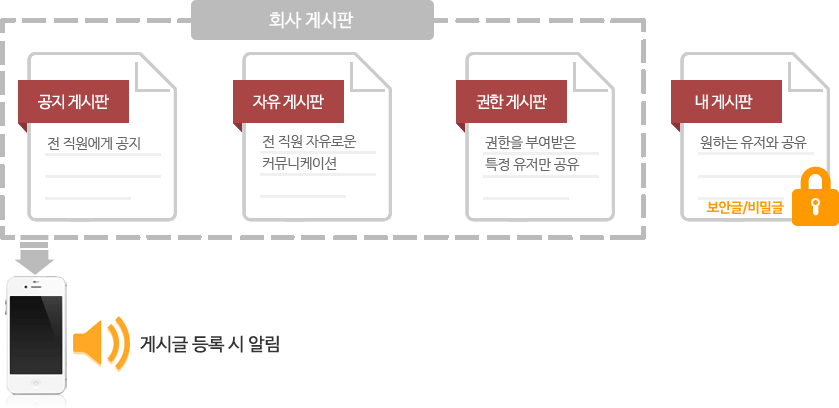 회사 게시판
공지 게시판
전 직원에게 공지
자유 게시판
전 직원 자유로운
커뮤니케이션
권한 게시판
권한을 부여받은
특정 유저만 공유
내 게시판
원하는 유저와 공유
보안글/비밀글
게시글 등록 시 알림